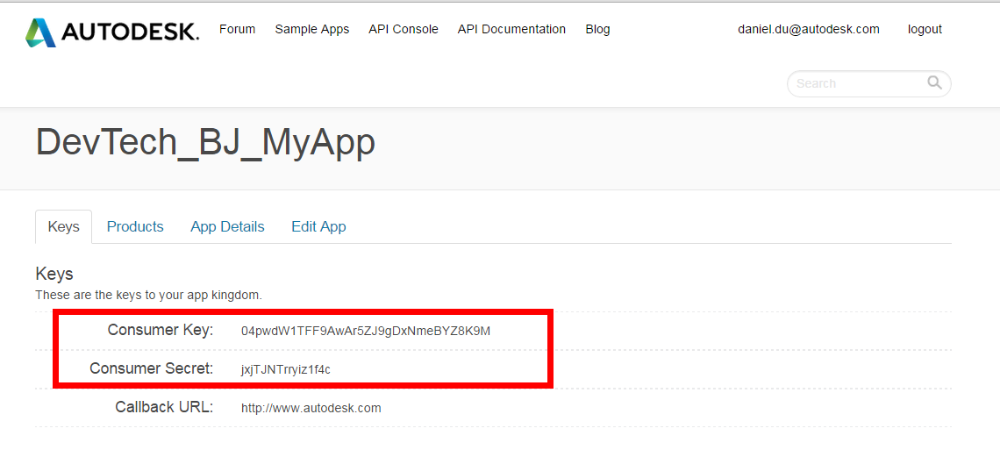 AUTODESK. Forum Sample Apps API Console API Documentation Blog daniel.du@autodesk.com logout
Search
DevTech_BJ_MyApp
Keys Products App Details Edit App
Keys
These are the keys to your app kingdom.
Consumer Key: 04pwdW1TFF9AwAr5ZJ9gDxNmeBYZ8K9M
Consumer Secret: jxjTJNTrryiz1f4c
Callback URL: http://www.autodesk.com